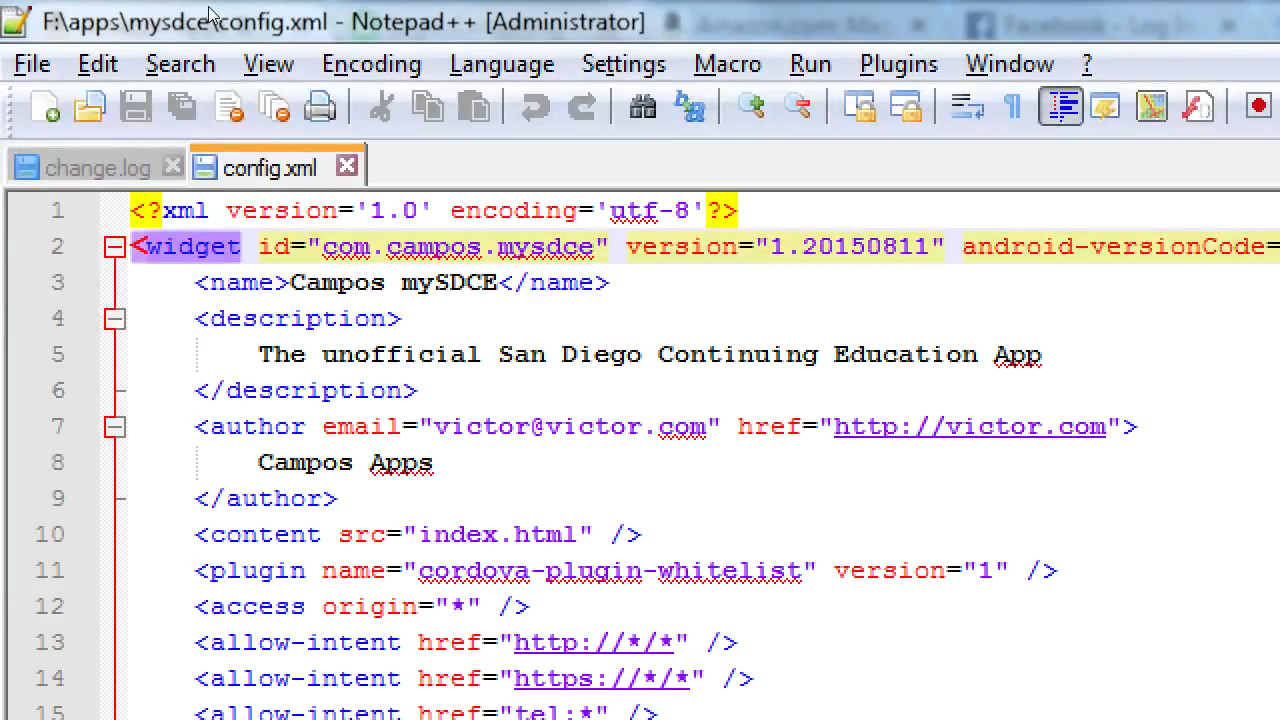 F:\apps\mysdce\config.xml - Notepad++ [Administrator]
File Edit Search View Encoding Language Settings Macro Run Plugins Window ?
change.log config.xml
1 <?xml version='1.0' encoding='utf-8'?>
2 <widget id="com.campos.mysdce" version="1.20150811" android-versionCode=
3 <name>Campos mySDCE</name>
4 <description>
5 The unofficial San Diego Continuing Education App
6 </description>
7 <author email="victor@victor.com" href="http://victor.com">
8 Campos Apps
9 </author>
10 <content src="index.html" />
11 <plugin name="cordova-plugin-whitelist" version="1" />
12 <access origin="*" />
13 <allow-intent href="http://*/*" />
14 <allow-intent href="https://*/*" />
15 <allow-intent href="tel:*" />